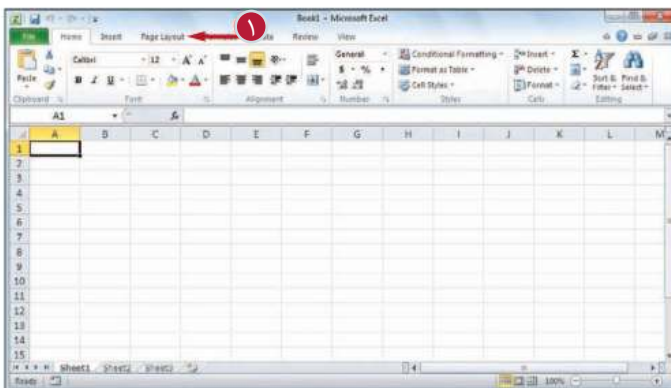 Book1 - Microsoft Excel
File Home Insert Page Layout ١ Review View
Calibri 12 A A General Conditional Formatting Insert Σ
Paste B I U A $ % , Format as Table Delete Sort & Find &
Cell Styles Format Filter Select
Clipboard Font Alignment Number Styles Cells Editing
A1 fx
A B C D E F G H I J K L M
1
2
3
4
5
6
7
8
9
10
11
12
13
14
15
Sheet1 Sheet2 Sheet3
Ready 100%